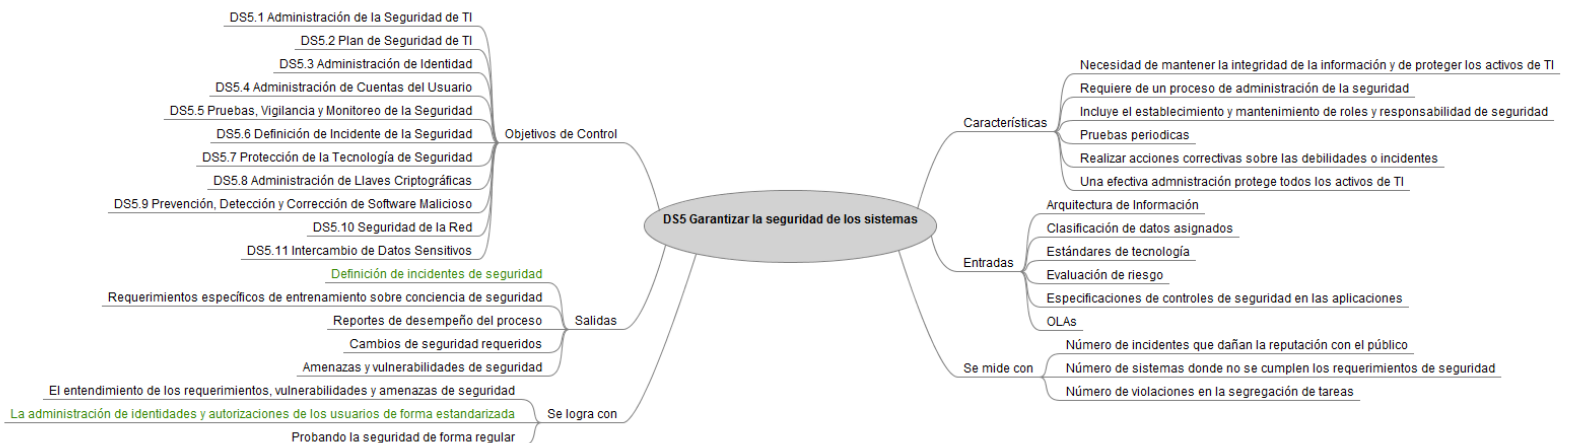 DS5 Garantizar la seguridad de los sistemas
Objetivos de Control
DS5.1 Administración de la Seguridad de TI
DS5.2 Plan de Seguridad de TI
DS5.3 Administración de Identidad
DS5.4 Administración de Cuentas del Usuario
DS5.5 Pruebas, Vigilancia y Monitoreo de la Seguridad
DS5.6 Definición de Incidente de la Seguridad
DS5.7 Protección de la Tecnología de Seguridad
DS5.8 Administración de Llaves Criptográficas
DS5.9 Prevención, Detección y Corrección de Software Malicioso
DS5.10 Seguridad de la Red
DS5.11 Intercambio de Datos Sensitivos
Salidas
Definición de incidentes de seguridad
Requerimientos específicos de entrenamiento sobre conciencia de seguridad
Reportes de desempeño del proceso
Cambios de seguridad requeridos
Amenazas y vulnerabilidades de seguridad
Se logra con
El entendimiento de los requerimientos, vulnerabilidades y amenazas de seguridad
La administración de identidades y autorizaciones de los usuarios de forma estandarizada
Probando la seguridad de forma regular
Características
Necesidad de mantener la integridad de la información y de proteger los activos de TI
Requiere de un proceso de administración de la seguridad
Incluye el establecimiento y mantenimiento de roles y responsabilidad de seguridad
Pruebas periodicas
Realizar acciones correctivas sobre las debilidades o incidentes
Una efectiva admnistración protege todos los activos de TI
Entradas
Arquitectura de Información
Clasificación de datos asignados
Estándares de tecnología
Evaluación de riesgo
Especificaciones de controles de seguridad en las aplicaciones
OLAs
Se mide con
Número de incidentes que dañan la reputación con el público
Número de sistemas donde no se cumplen los requerimientos de seguridad
Número de violaciones en la segregación de tareas